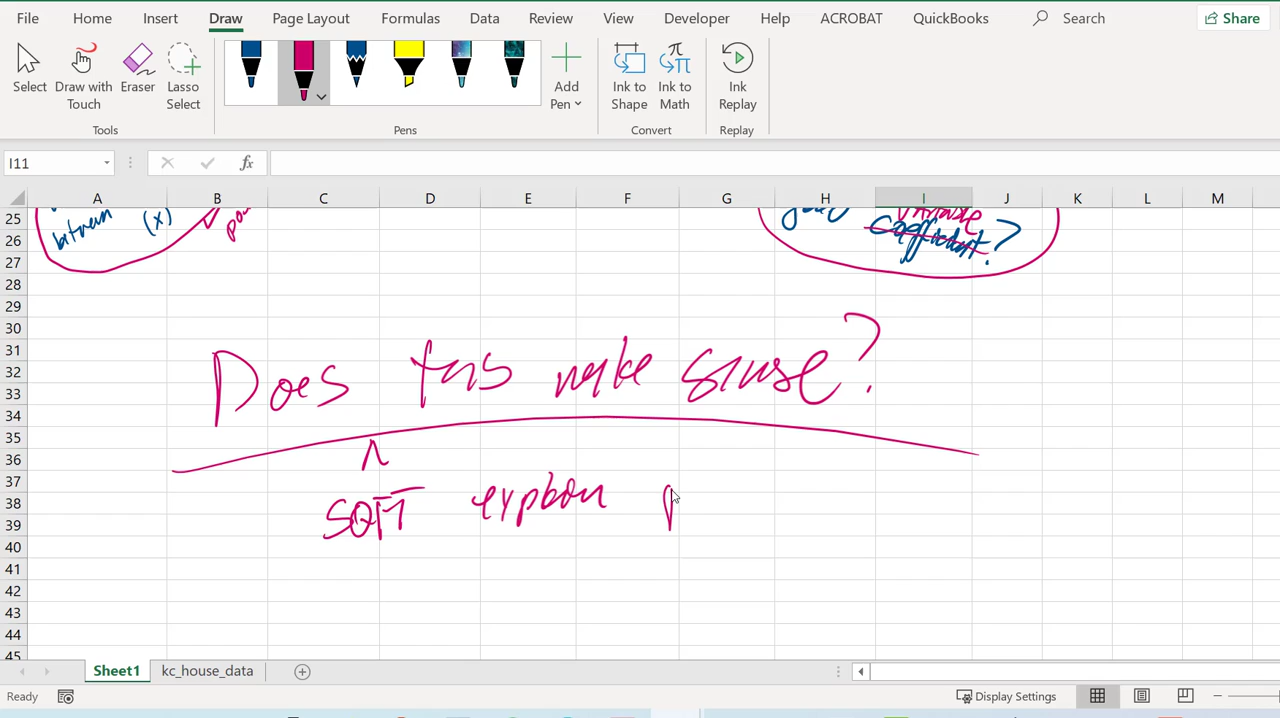 File Home Insert Draw Page Layout Formulas Data Review View Developer Help ACROBAT QuickBooks Search Share
Select
Draw with
Touch
Eraser
Lasso
Select
Add
Pen
Ink to
Shape
Ink to
Math
Ink
Replay
Tools Pens Convert Replay
I11 fx
A B C D E F G H I J K L M
25
26 (x) coefficient?
27
28
29
30
31
32 Does this make sense?
33
34
35
36
37
38 SQFT explain
39
40
41
42
43
44
45
Sheet1 kc_house_data
Ready Display Settings